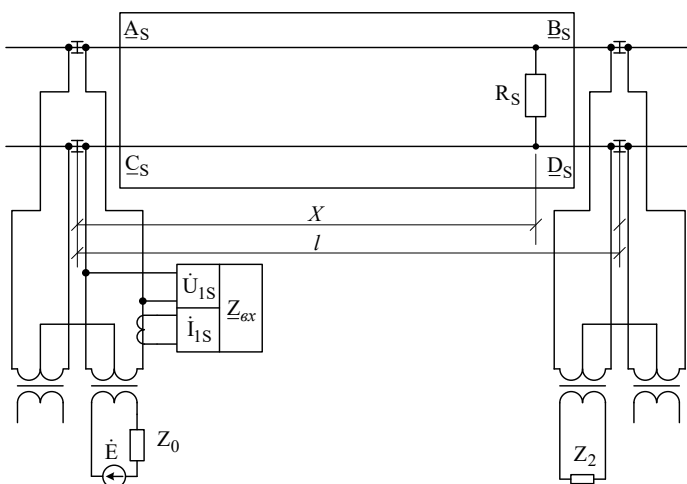 A_S B_S
R_S
C_S D_S
X
l
U̇_1S
Z_вх
İ_1S
Ė Z_0
Z_2